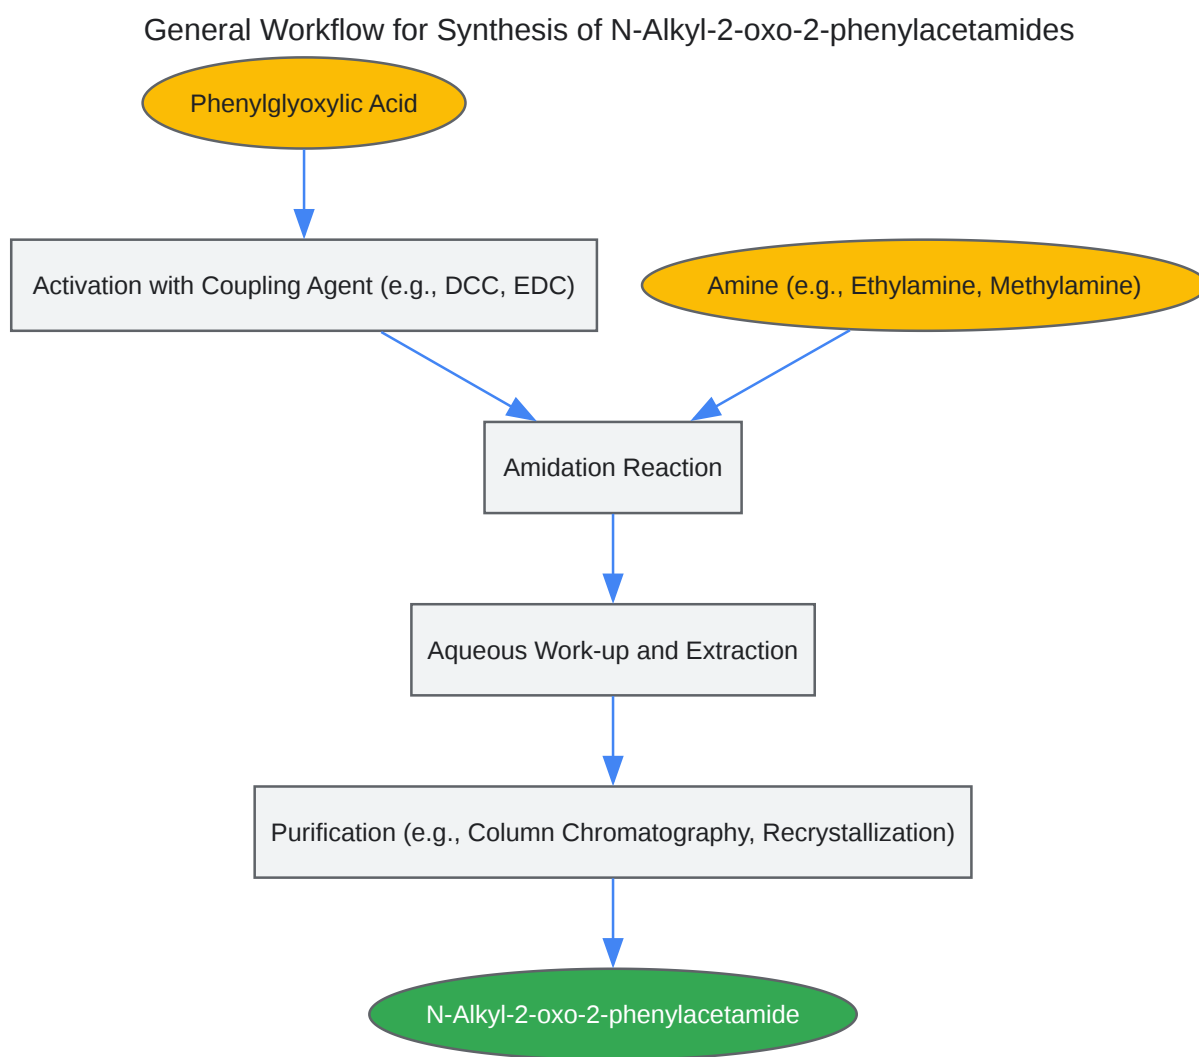 General Workflow for Synthesis of N-Alkyl-2-oxo-2-phenylacetamides
Phenylglyoxylic Acid
Activation with Coupling Agent (e.g., DCC, EDC)
Amine (e.g., Ethylamine, Methylamine)
Amidation Reaction
Aqueous Work-up and Extraction
Purification (e.g., Column Chromatography, Recrystallization)
N-Alkyl-2-oxo-2-phenylacetamide